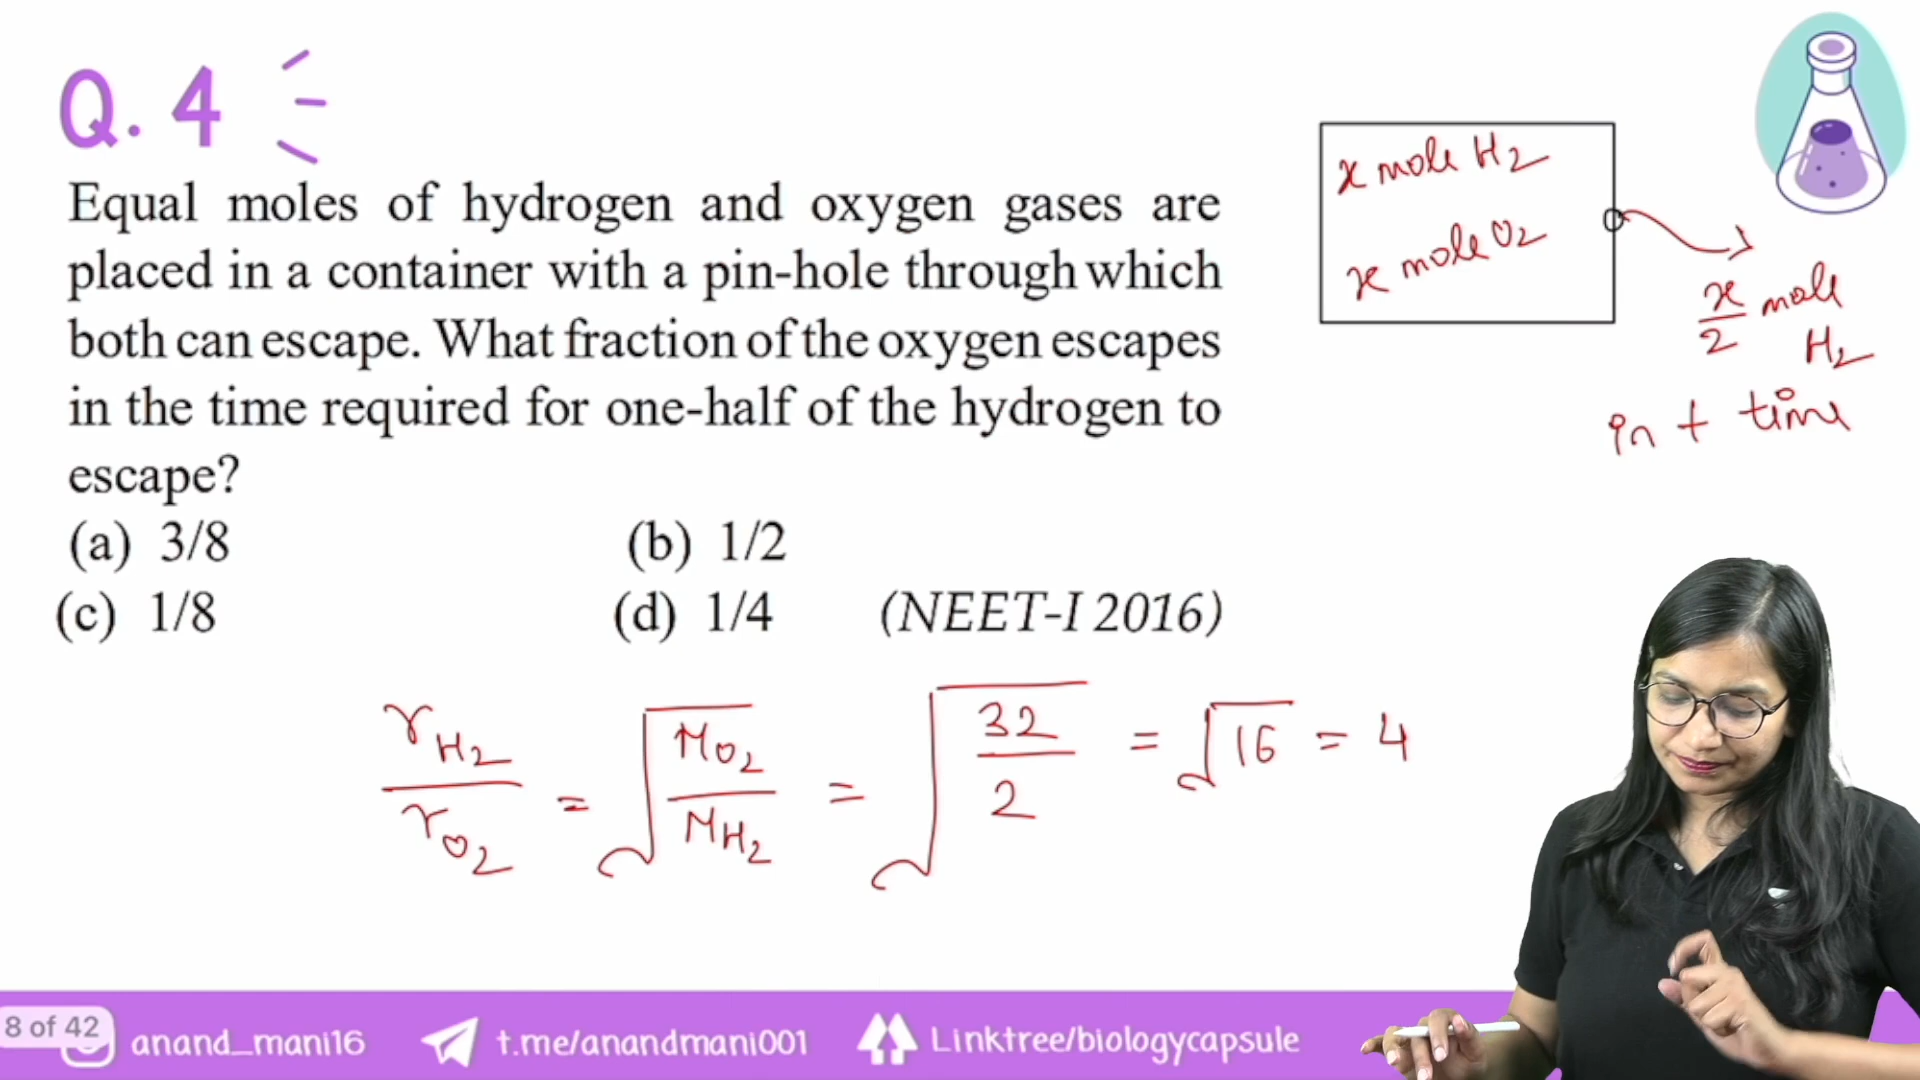 Q. 4
Equal moles of hydrogen and oxygen gases are
placed in a container with a pin-hole through which
both can escape. What fraction of the oxygen escapes
in the time required for one-half of the hydrogen to
escape?
(a) 3/8 (b) 1/2
(c) 1/8 (d) 1/4 (NEET-I 2016)
x mole H2
x mole O2
x/2 mole
H2
in t time
rH2/rO2 = √(MO2/MH2) = √(32/2) = √16 = 4
8 of 42
anand_mani16 t.me/anandmani001 Linktree/biologycapsule